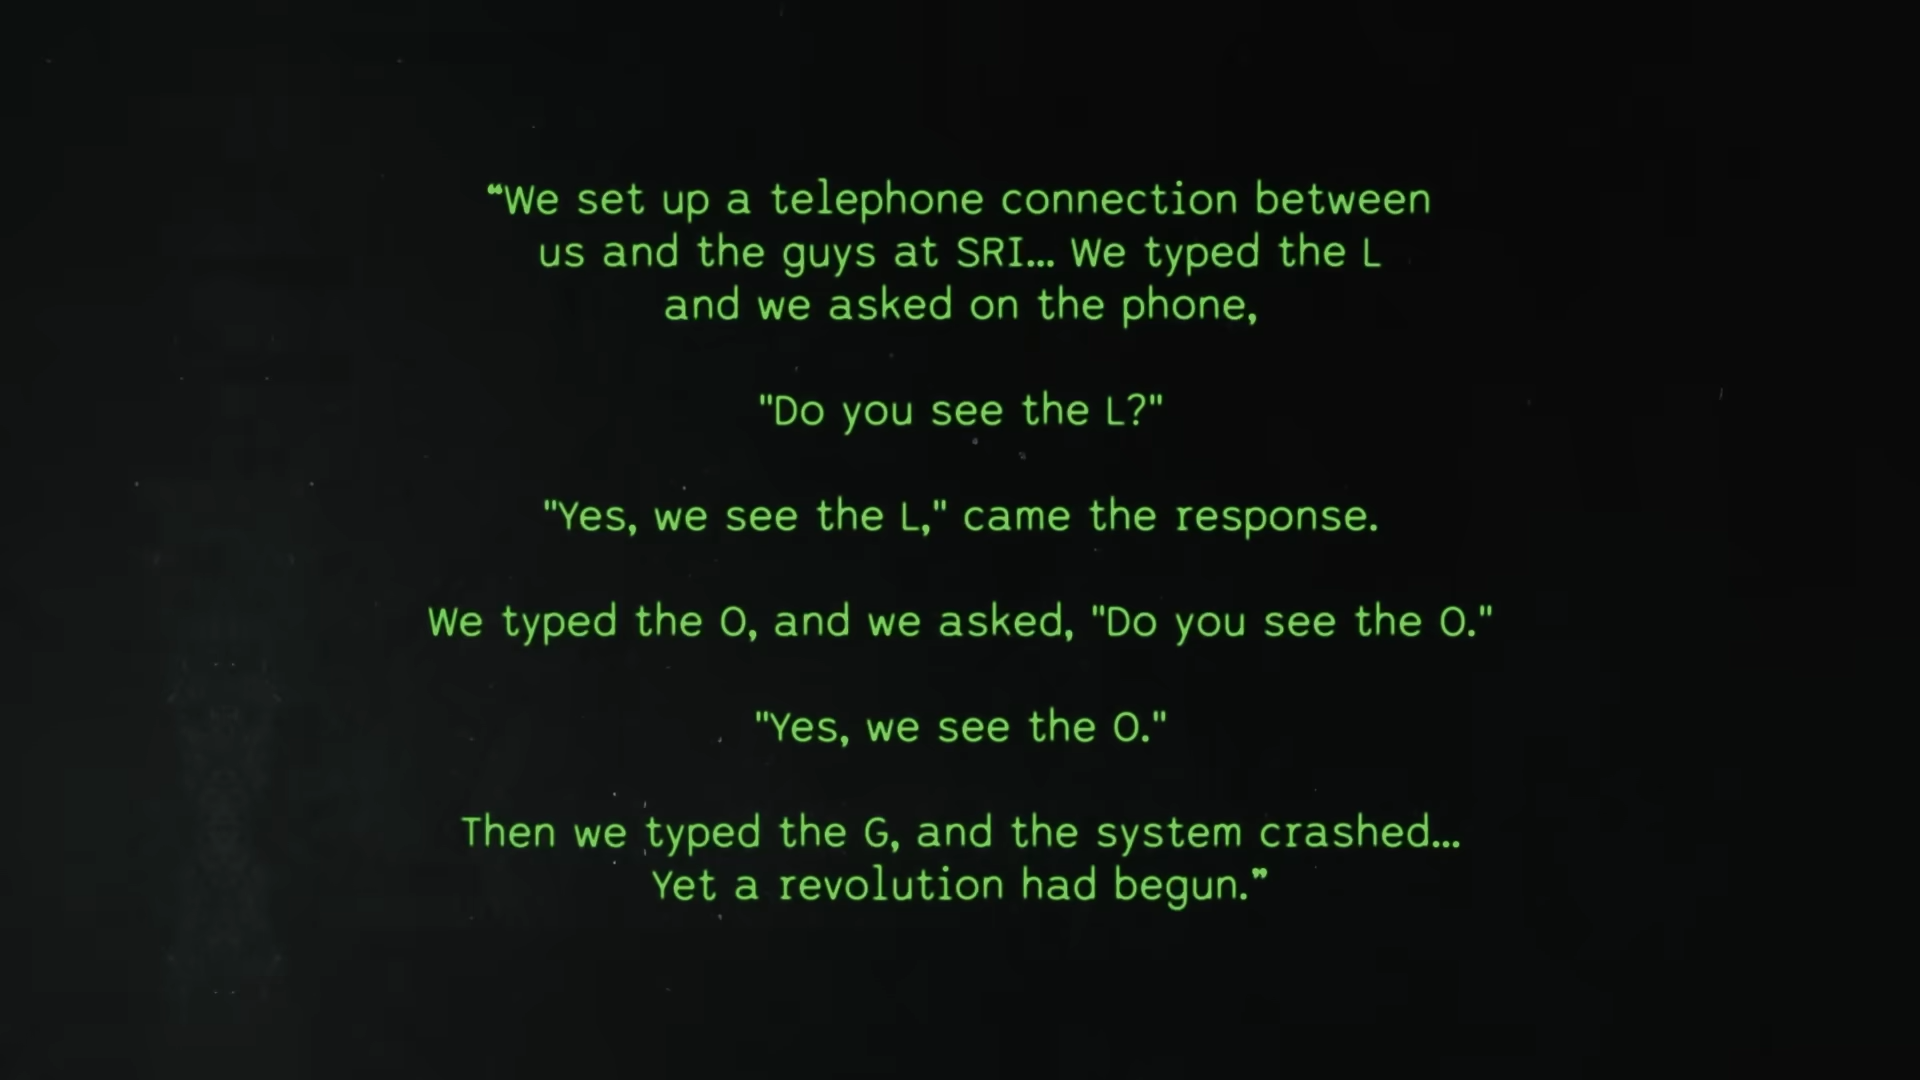 “We set up a telephone connection between
us and the guys at SRI... We typed the L
and we asked on the phone,
"Do you see the L?"
"Yes, we see the L," came the response.
We typed the O, and we asked, "Do you see the O."
"Yes, we see the O."
Then we typed the G, and the system crashed...
Yet a revolution had begun.”